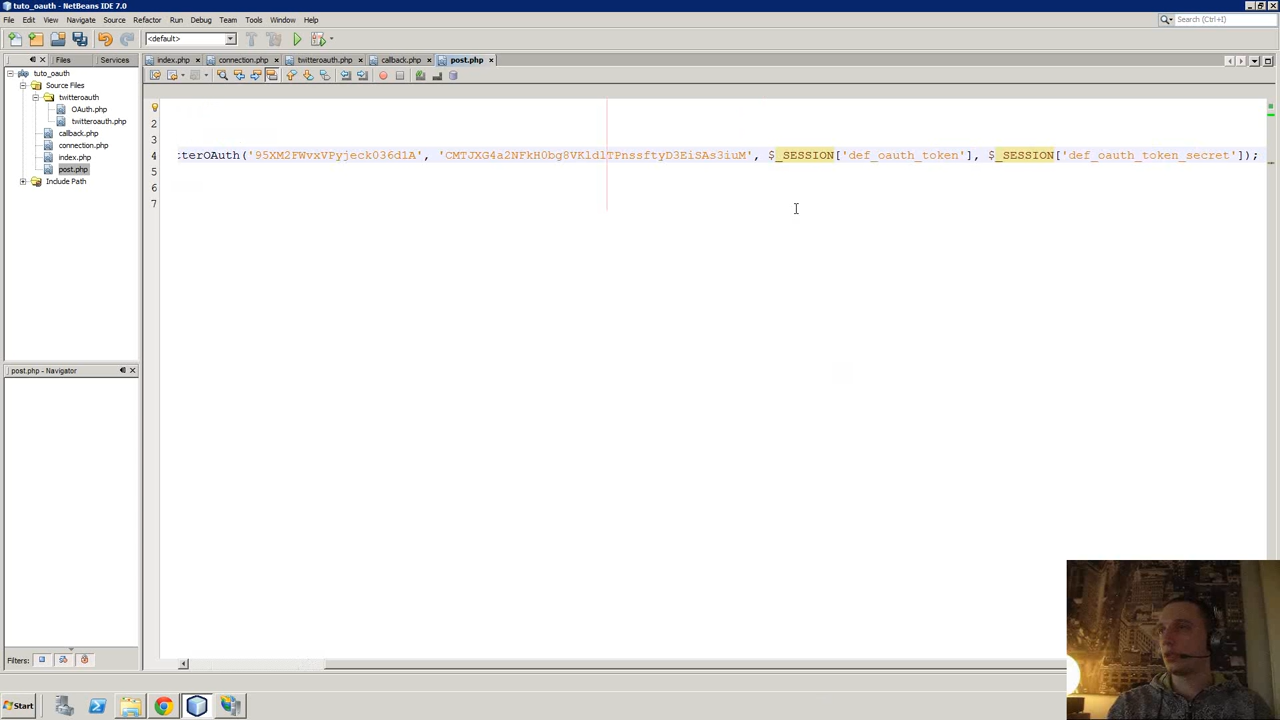 tuto_oauth - NetBeans IDE 7.0
File Edit View Navigate Source Refactor Run Debug Team Tools Window Help
<default>
Search (Ctrl+I)
Files Services
index.php connection.php twitteroauth.php callback.php post.php
tuto_oauth
Source Files
twitteroauth
OAuth.php
twitteroauth.php
callback.php
connection.php
index.php
post.php
Include Path
2
3
4 terOAuth('95XM2FWvxVPyjeck036d1A', 'CMTJXG4a2NFkH0bg8VKldlTPnssftyD3EiSAs3iuM', $_SESSION['def_oauth_token'], $_SESSION['def_oauth_token_secret']);
5
6
7
post.php - Navigator
Filters:
Start